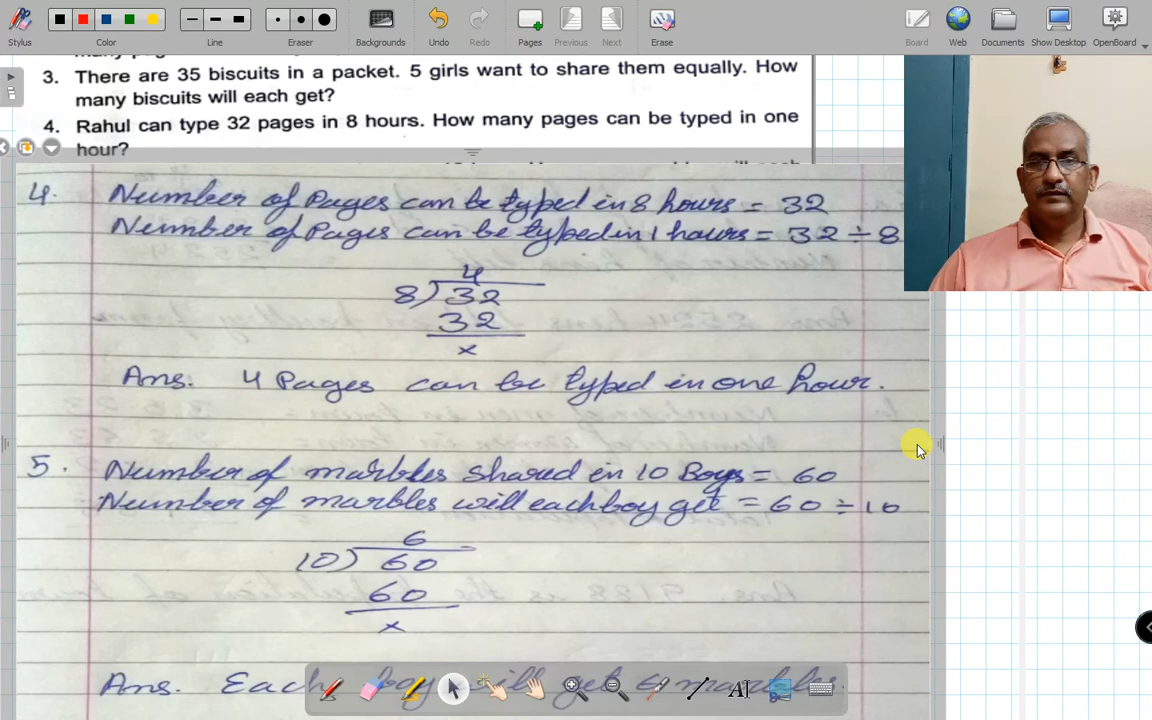 Stylus
Color
Line
Eraser
Backgrounds
Undo
Redo
Pages
Previous
Next
Erase
Board
Web
Documents
Show Desktop
OpenBoard
3. There are 35 biscuits in a packet. 5 girls want to share them equally. How
many biscuits will each get?
4. Rahul can type 32 pages in 8 hours. How many pages can be typed in one
hour?
4. Number of Pages can be typed in 8 hours = 32
Number of Pages can be typed in 1 hours = 32 ÷ 8
4
8) 32
32
x
Ans. 4 Pages can be typed in one hour.
5. Number of marbles shared in 10 Boys = 60
Number of marbles will each boy get = 60 ÷ 10
6
10) 60
60
x
Ans. Each boy will get 6 marbles.